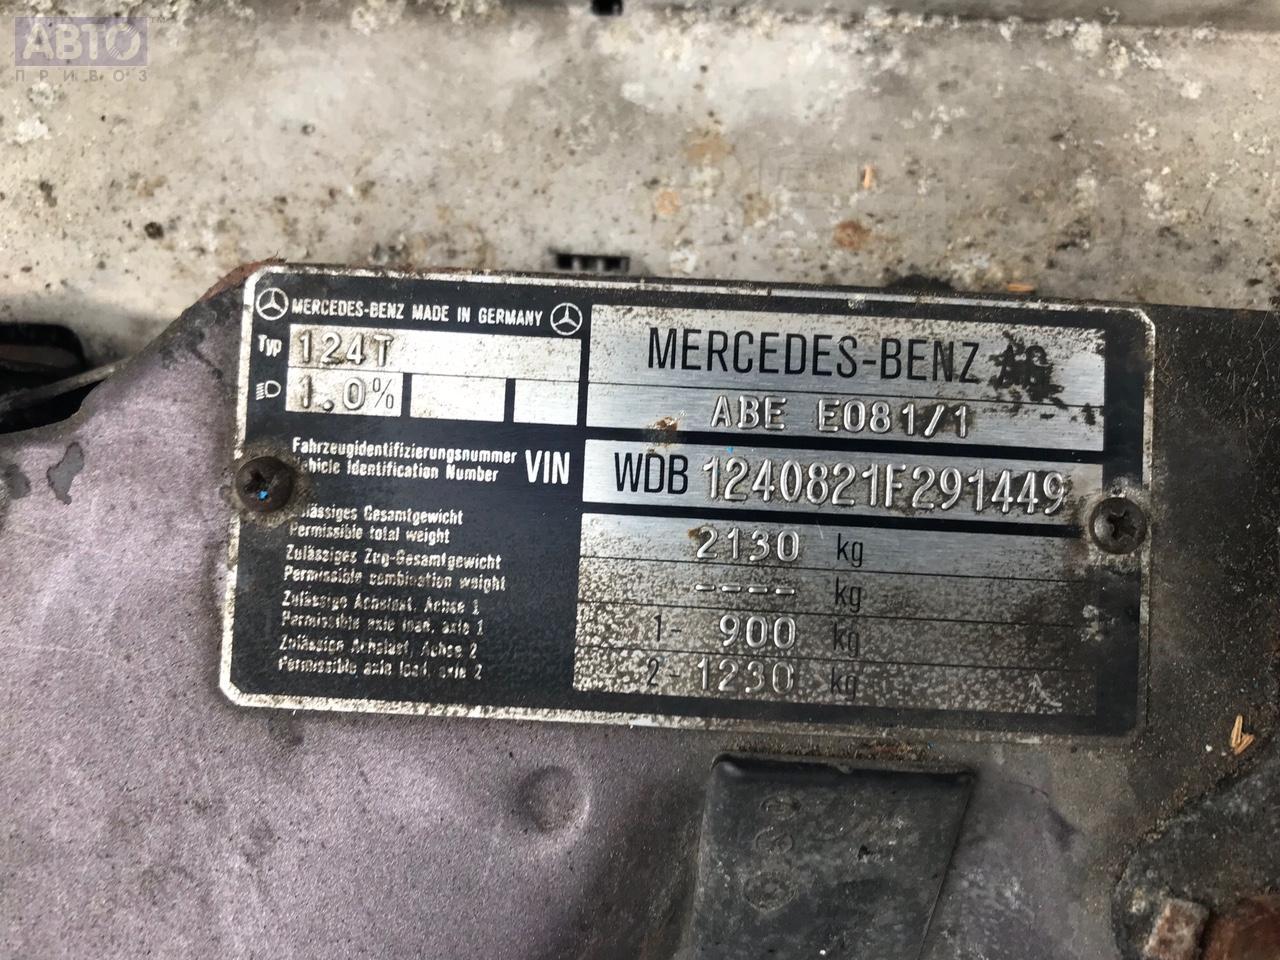 АВТО
ПРИВОЗ
MERCEDES-BENZ MADE IN GERMANY
Typ 124T
1.0%
MERCEDES-BENZ AG
ABE E081/1
Fahrzeugidentifizierungsnummer
Vehicle Identification Number
VIN WDB 1240821F291449
Zulässiges Gesamtgewicht
Permissible total weight
2130 kg
Zulässiges Zug-Gesamtgewicht
Permissible combination weight
---- kg
Zulässige Achslast, Achse 1
Permissible axle load, axle 1
1- 900 kg
Zulässige Achslast, Achse 2
Permissible axle load, axle 2
2- 1230 kg